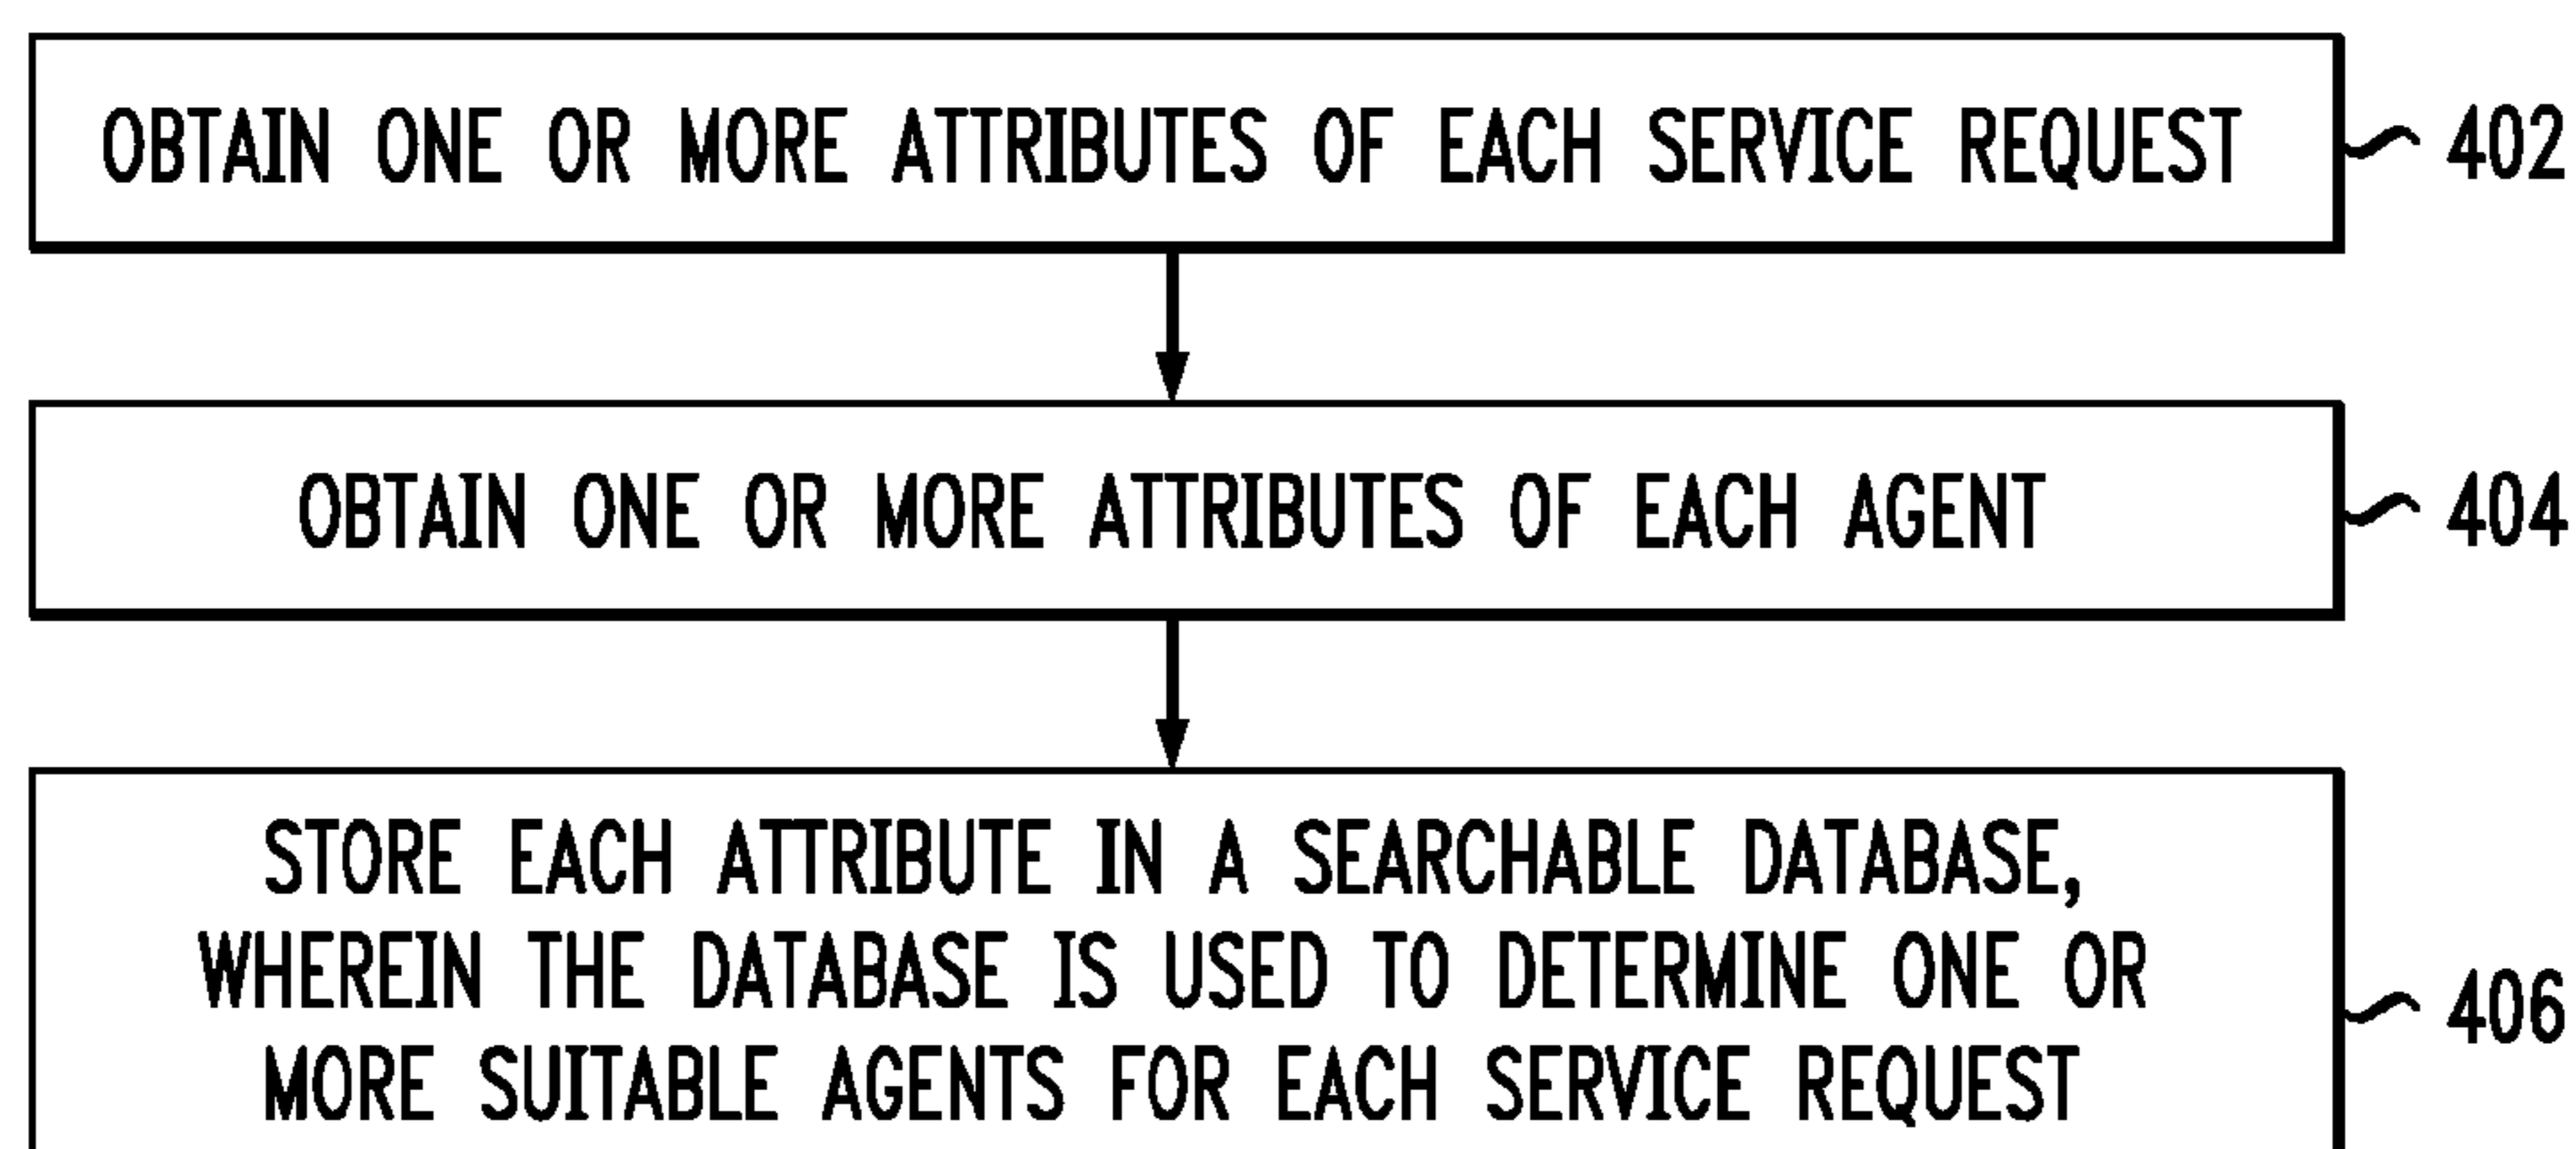 OBTAIN ONE OR MORE ATTRIBUTES OF EACH SERVICE REQUEST
402
OBTAIN ONE OR MORE ATTRIBUTES OF EACH AGENT
404
STORE EACH ATTRIBUTE IN A SEARCHABLE DATABASE,
WHEREIN THE DATABASE IS USED TO DETERMINE ONE OR
MORE SUITABLE AGENTS FOR EACH SERVICE REQUEST
406